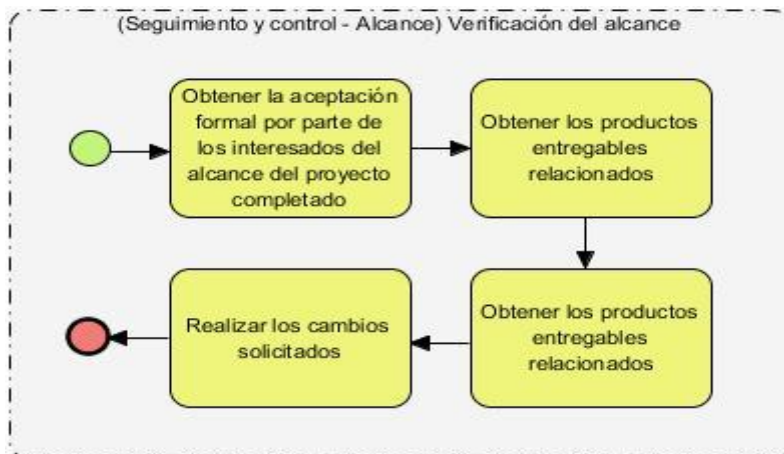 (Seguimiento y control - Alcance) Verificación del alcance
Obtener la aceptación
formal por parte de
los interesados del
alcance del proyecto
completado
Obtener los productos
entregables
relacionados
Obtener los productos
entregables
relacionados
Realizar los cambios
solicitados